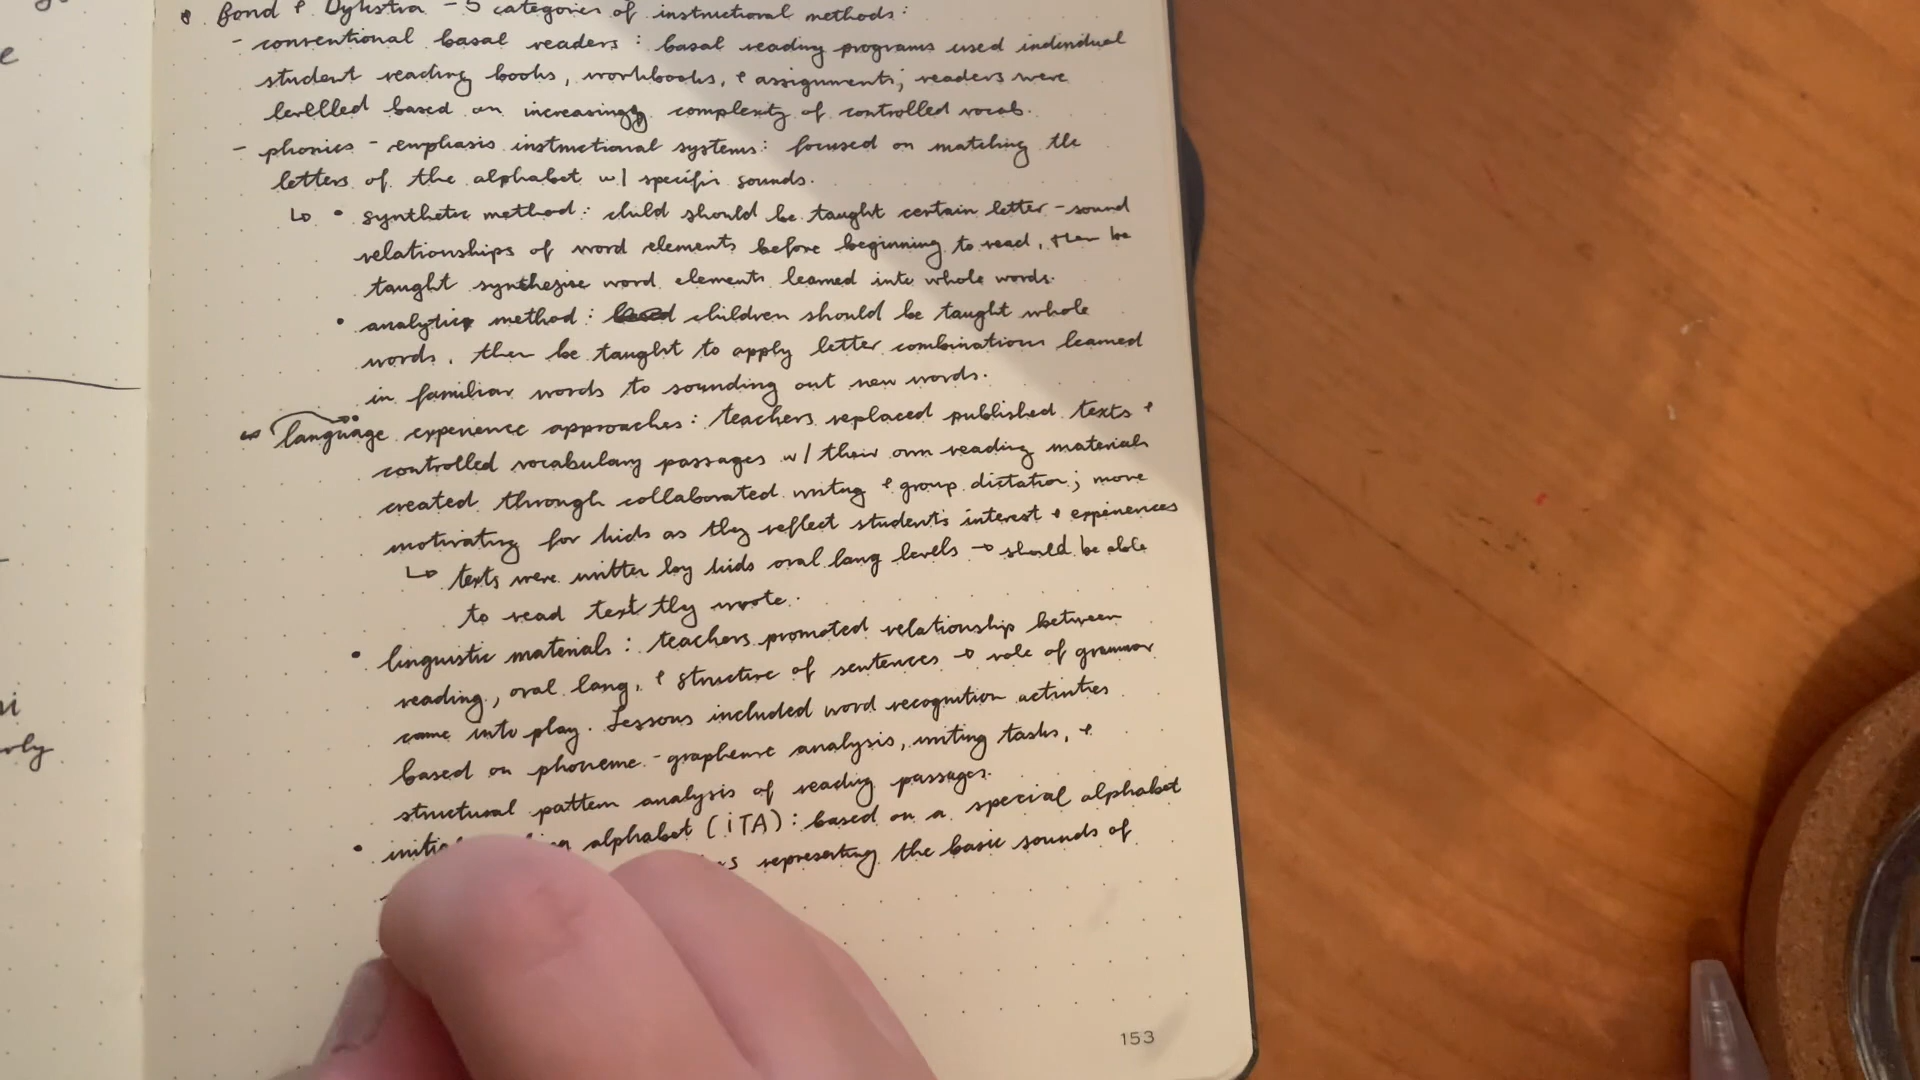 Bond & Dykstra - 5 categories of instructional methods:
- conventional basal readers: basal reading programs used individual
student reading books, workbooks, & assignments; readers were
levelled based on increasingly complexity of controlled vocab.
- phonics - emphasis instructional systems: focused on matching the
letters of the alphabet w/ specific sounds.
↳ • synthetic method: child should be taught certain letter-sound
relationships of word elements before beginning to read, then be
taught synthesise word elements learned into whole words.
• analytic method: children should be taught whole
words, then be taught to apply letter combinations learned
in familiar words to sounding out new words.
language experience approaches: teachers replaced published texts &
controlled vocabulary passages w/ their own reading materials
created through collaborated writing & group dictation; more
motivating for kids as they reflect students interest & experiences
↳ texts were written by kids oral lang levels → should be able
to read text they wrote.
• linguistic materials: teachers promoted relationship between
reading, oral lang, & structure of sentences → role of grammar
came into play. Lessons included word recognition activities
based on phoneme-grapheme analysis, writing tasks, &
structural pattern analysis of reading passages.
• alphabet (iTA): based on a special alphabet
representing the basic sounds of
153